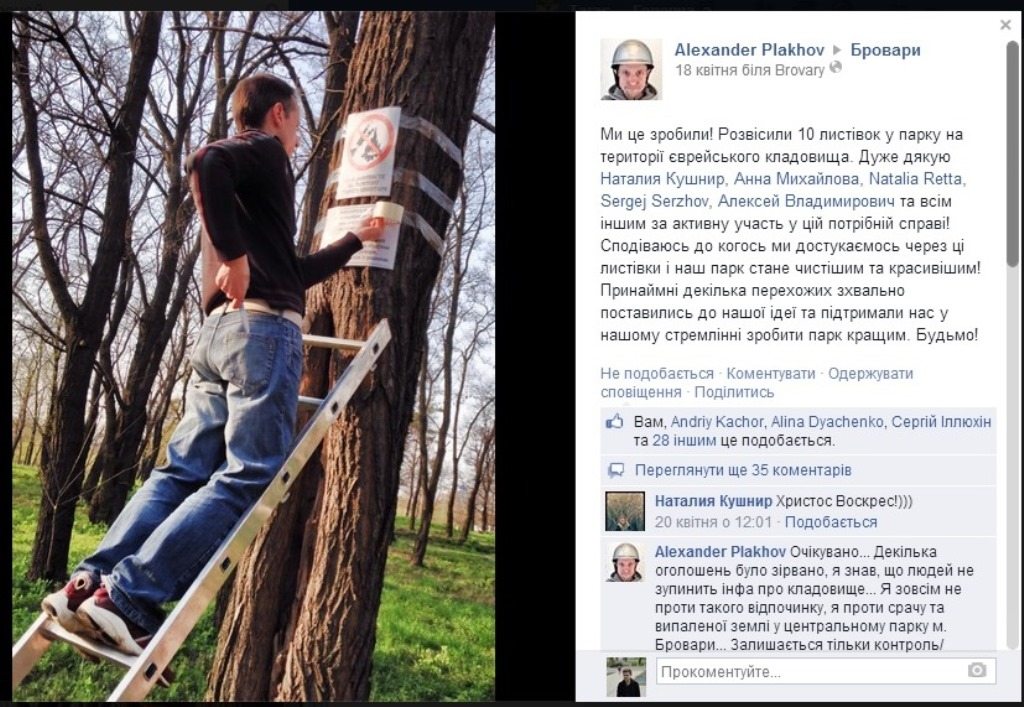 Alexander Plakhov ▸ Бровари
18 квітня біля Brovary
Ми це зробили! Розвісили 10 листівок у парку на
території єврейського кладовища. Дуже дякую
Наталия Кушнир, Анна Михайлова, Natalia Retta,
Sergej Serzhov, Алексей Владимирович та всім
іншим за активну участь у цій потрібній справі!
Сподіваюсь до когось ми достукаємось через ці
листівки і наш парк стане чистішим та красивішим!
Принаймні декілька перехожих зхвально
поставились до нашої ідеї та підтримали нас у
нашому стремлінні зробити парк кращим. Будьмо!
Не подобається · Коментувати · Одержувати
сповіщення · Поділитись
Вам, Andriy Kachor, Alina Dyachenko, Сергій Іллюхін
та 28 іншим це подобається.
Переглянути ще 35 коментарів
Наталия Кушнир Христос Воскрес!)))
20 квітня о 12:01 · Подобається
Alexander Plakhov Очікувано... Декілька
оголошень було зірвано, я знав, що людей не
зупинить інфа про кладовище... Я зовсім не
проти такого відпочинку, я проти срачу та
випаленої землі у центральному парку м.
Бровари... Залишається тільки контроль/
Прокоментуйте...